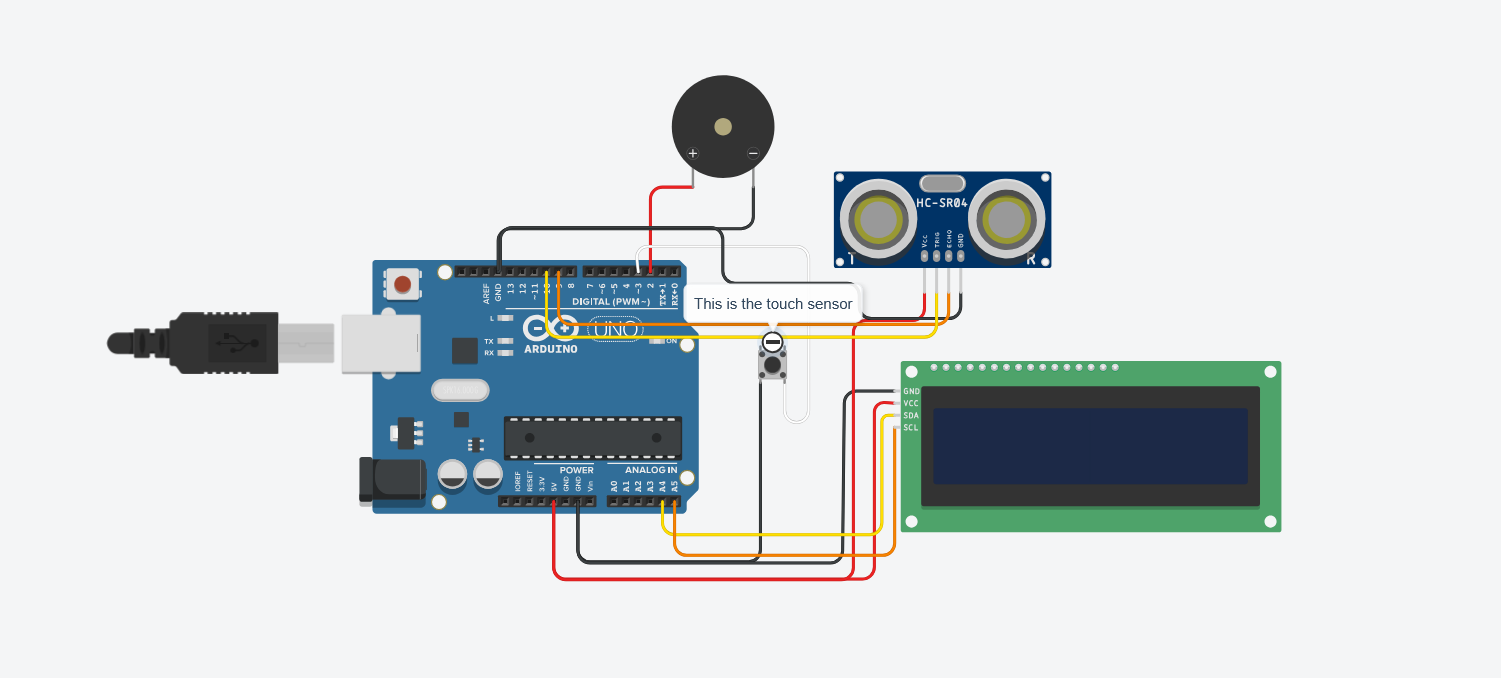 +
−
HC-SR04
VCC
TRIG
ECHO
GND
T
R
AREF
GND
13
12
~11
10
9
8
7
~6
~5
4
~3
2
TX→1
RX←0
DIGITAL (PWM~)
This is the touch sensor
L
TX
RX
UNO
ON
ARDUINO
GND
VCC
SDA
SCL
POWER
ANALOG IN
IOREF
RESET
3.3V
5V
GND
GND
Vin
A0
A1
A2
A3
A4
A5